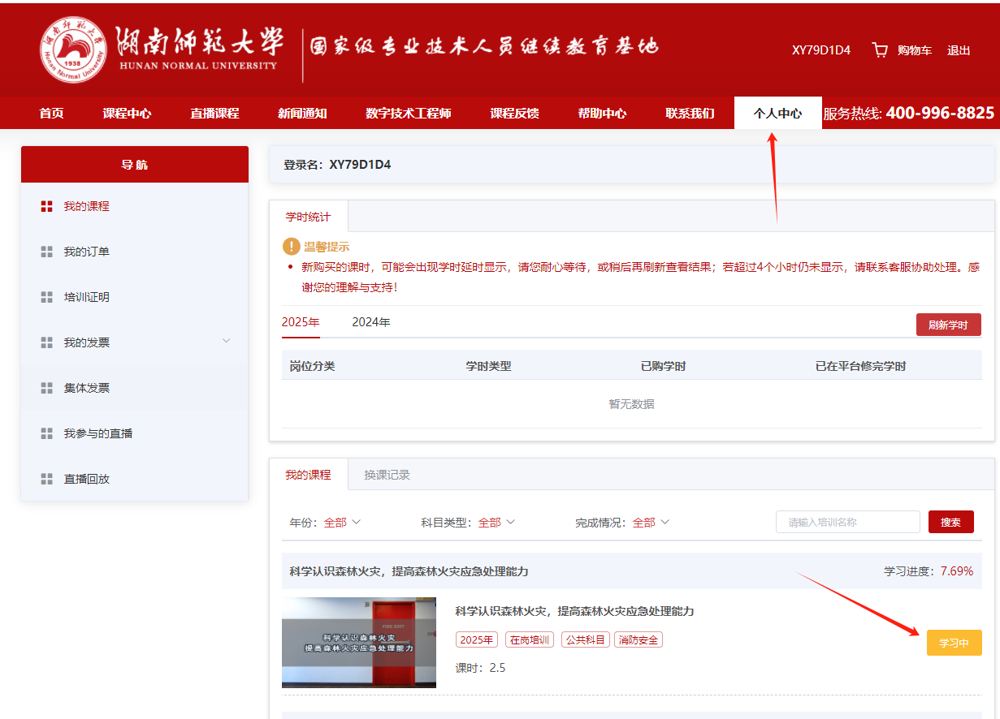 湖南师范大学
HUNAN NORMAL UNIVERSITY
湖南师范大学
1938
Hunan Normal University
国家级专业技术人员继续教育基地
XY79D1D4 购物车 退出
首页 课程中心 直播课程 新闻通知 数字技术工程师 课程反馈 帮助中心 联系我们 个人中心 服务热线: 400-996-8825
导航
我的课程
我的订单
培训证明
我的发票
集体发票
我参与的直播
直播回放
登录名：XY79D1D4
学时统计
! 温馨提示
• 新购买的课时，可能会出现学时延时显示，请您耐心等待，或稍后再刷新查看结果；若超过4个小时仍未显示，请联系客服协助处理。感
谢您的理解与支持！
2025年 2024年 刷新学时
岗位分类 学时类型 已购学时 已在平台修完学时
暂无数据
我的课程 换课记录
年份：全部 科目类型：全部 完成情况：全部 请输入培训名称 搜索
科学认识森林火灾，提高森林火灾应急处理能力 学习进度：7.69%
FIRE EXIT
科学认识森林火灾
提高森林火灾应急处理能力
科学认识森林火灾，提高森林火灾应急处理能力
2025年 在岗培训 公共科目 消防安全
学习中
课时：2.5